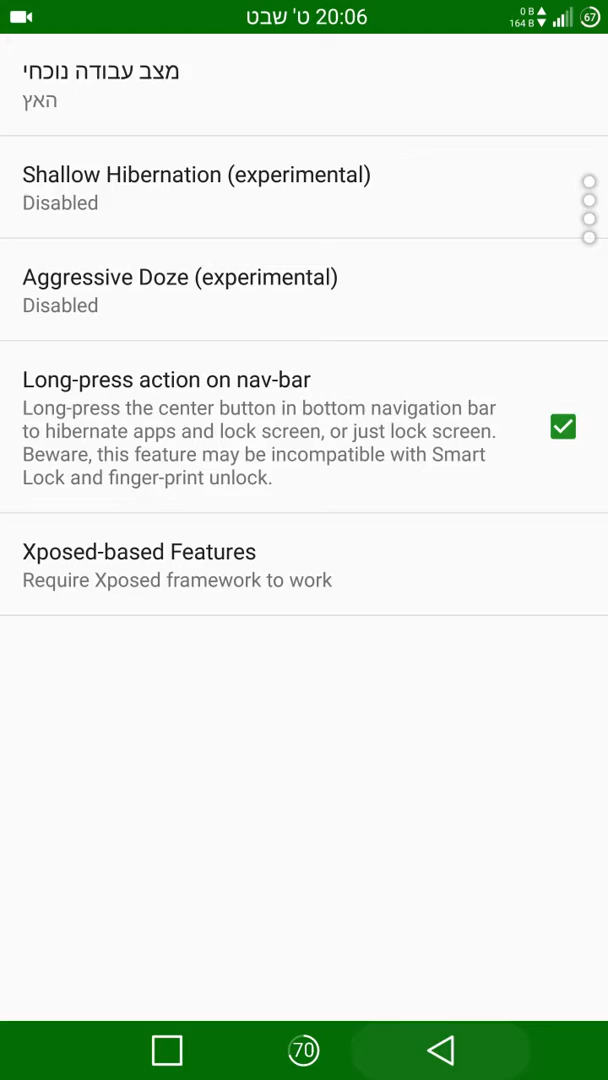 20:06 ט' שבט
0 B
164 B
67
מצב עבודה נוכחי
האץ
Shallow Hibernation (experimental)
Disabled
Aggressive Doze (experimental)
Disabled
Long-press action on nav-bar
Long-press the center button in bottom navigation bar
to hibernate apps and lock screen, or just lock screen.
Beware, this feature may be incompatible with Smart
Lock and finger-print unlock.
Xposed-based Features
Require Xposed framework to work
70